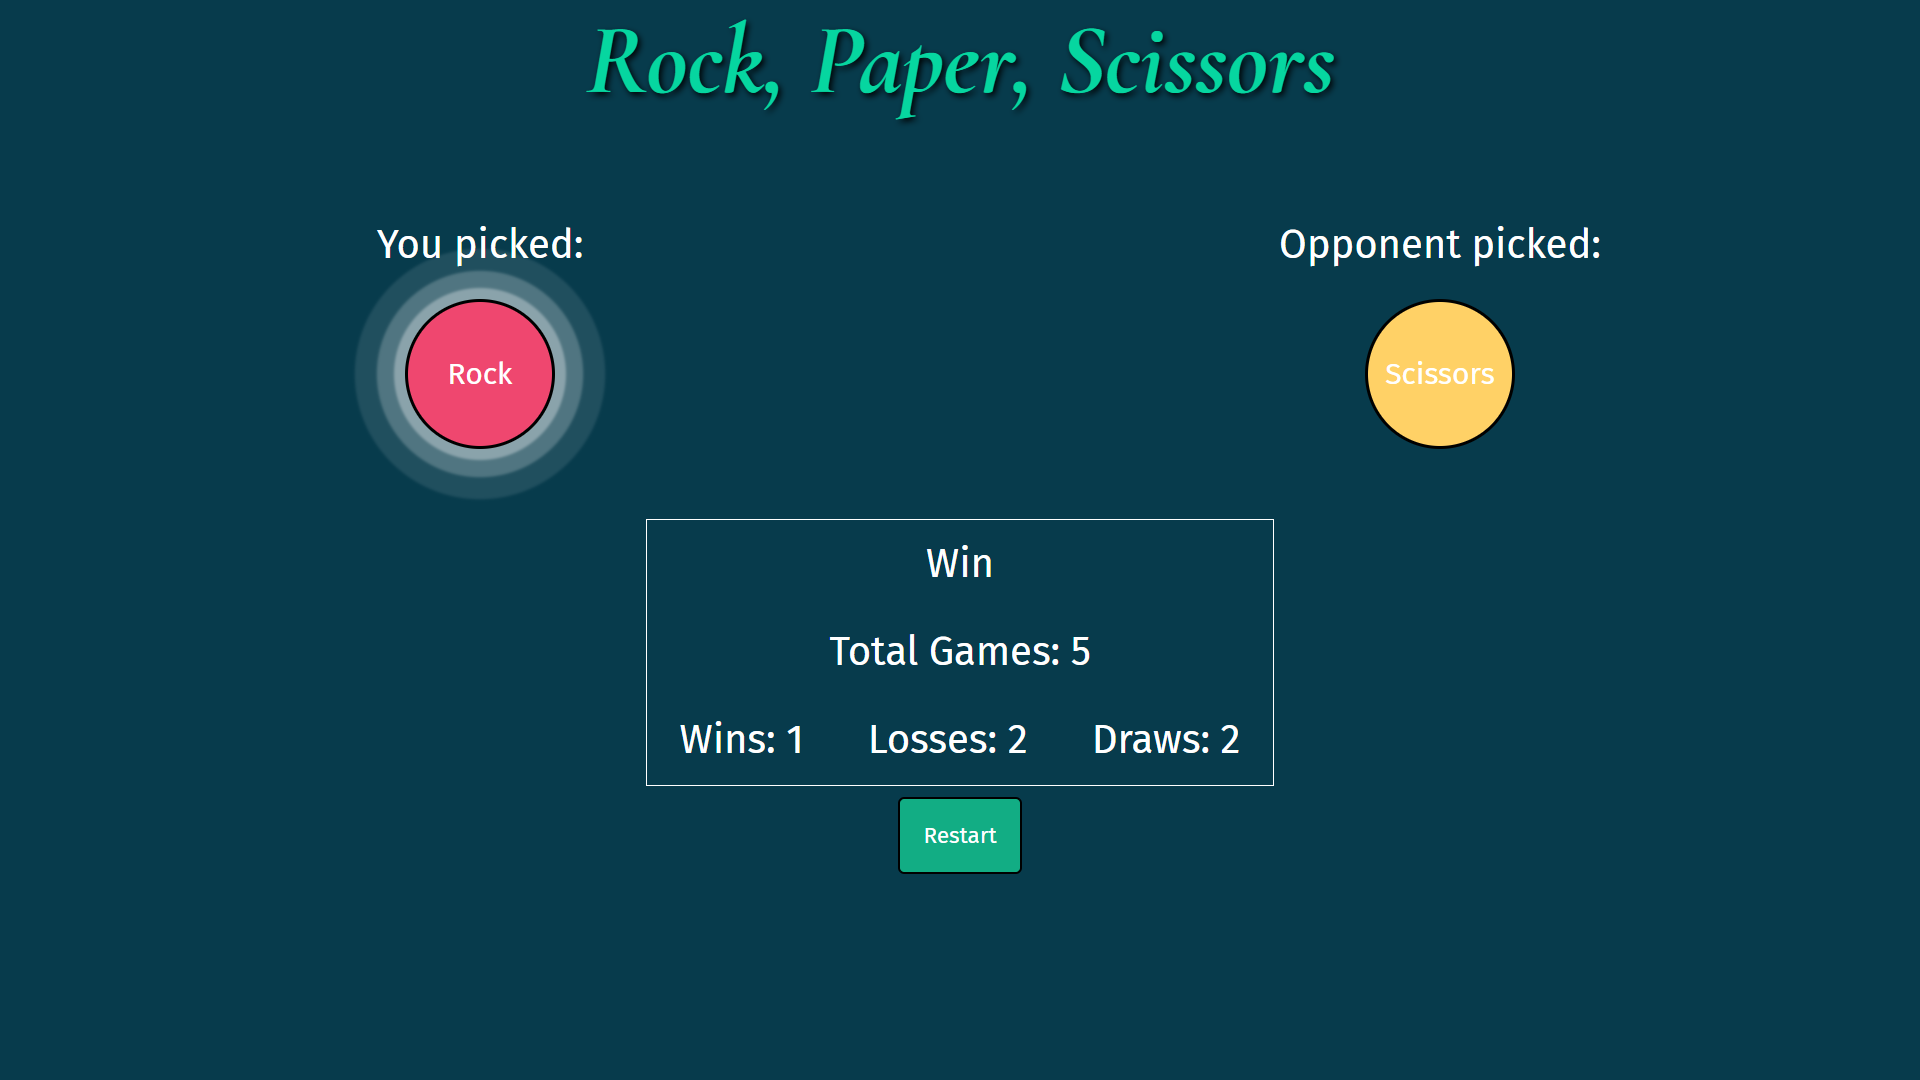 Rock, Paper, Scissors
You picked:
Opponent picked:
Rock
Scissors
Win
Total Games: 5
Wins: 1 Losses: 2 Draws: 2
Restart